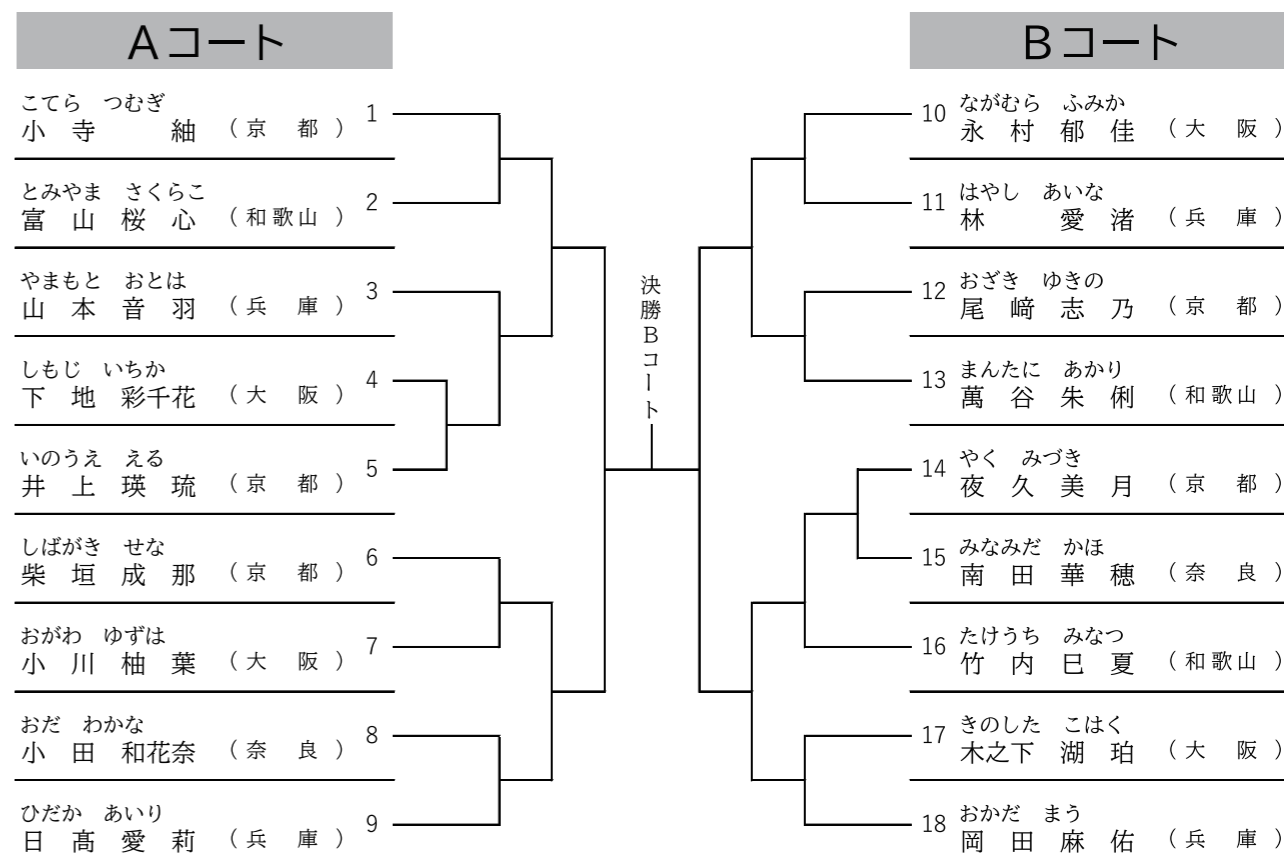 Aコート
こてら つむぎ
小寺 紬 （京都） 1
とみやま さくらこ
富山桜心 （和歌山） 2
やまもと おとは
山本音羽 （兵庫） 3
しもじ いちか
下地彩千花 （大阪） 4
いのうえ える
井上瑛琉 （京都） 5
しばがき せな
柴垣成那 （京都） 6
おがわ ゆずは
小川柚葉 （大阪） 7
おだ わかな
小田和花奈 （奈良） 8
ひだか あいり
日髙愛莉 （兵庫） 9
決勝Bコート
Bコート
ながむら ふみか
10 永村郁佳 （大阪）
はやし あいな
11 林 愛渚 （兵庫）
おざき ゆきの
12 尾﨑志乃 （京都）
まんたに あかり
13 萬谷朱俐 （和歌山）
やく みづき
14 夜久美月 （京都）
みなみだ かほ
15 南田華穂 （奈良）
たけうち みなつ
16 竹内巳夏 （和歌山）
きのした こはく
17 木之下湖珀 （大阪）
おかだ まう
18 岡田麻佑 （兵庫）